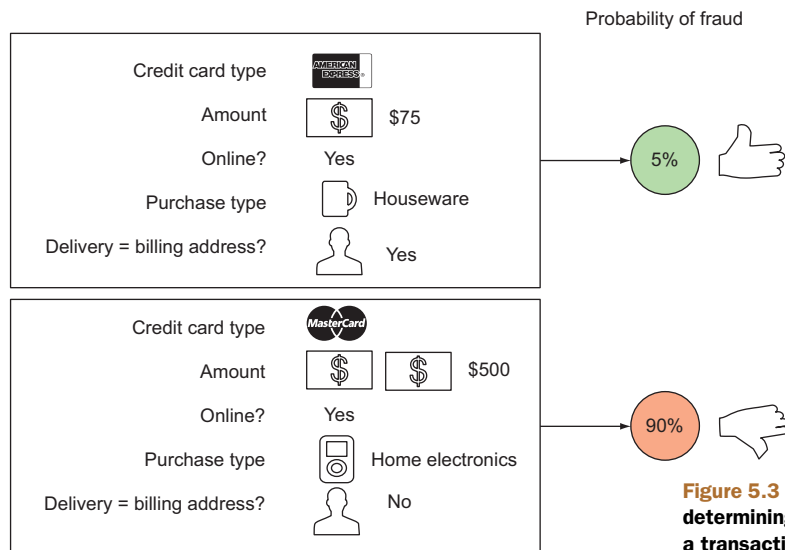 Probability of fraud
Credit card type AMERICAN EXPRESS
Amount $ $75
Online? Yes
Purchase type Houseware
Delivery = billing address? Yes
5%
Credit card type MasterCard
Amount $ $ $500
Online? Yes
Purchase type Home electronics
Delivery = billing address? No
90%
Figure 5.3
determining
a transacti